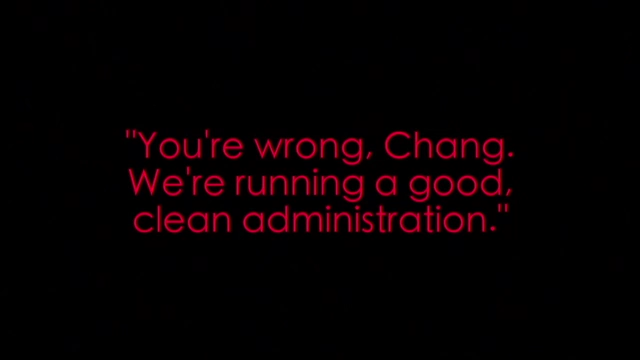 "You're wrong, Chang.
We're running a good,
clean administration."